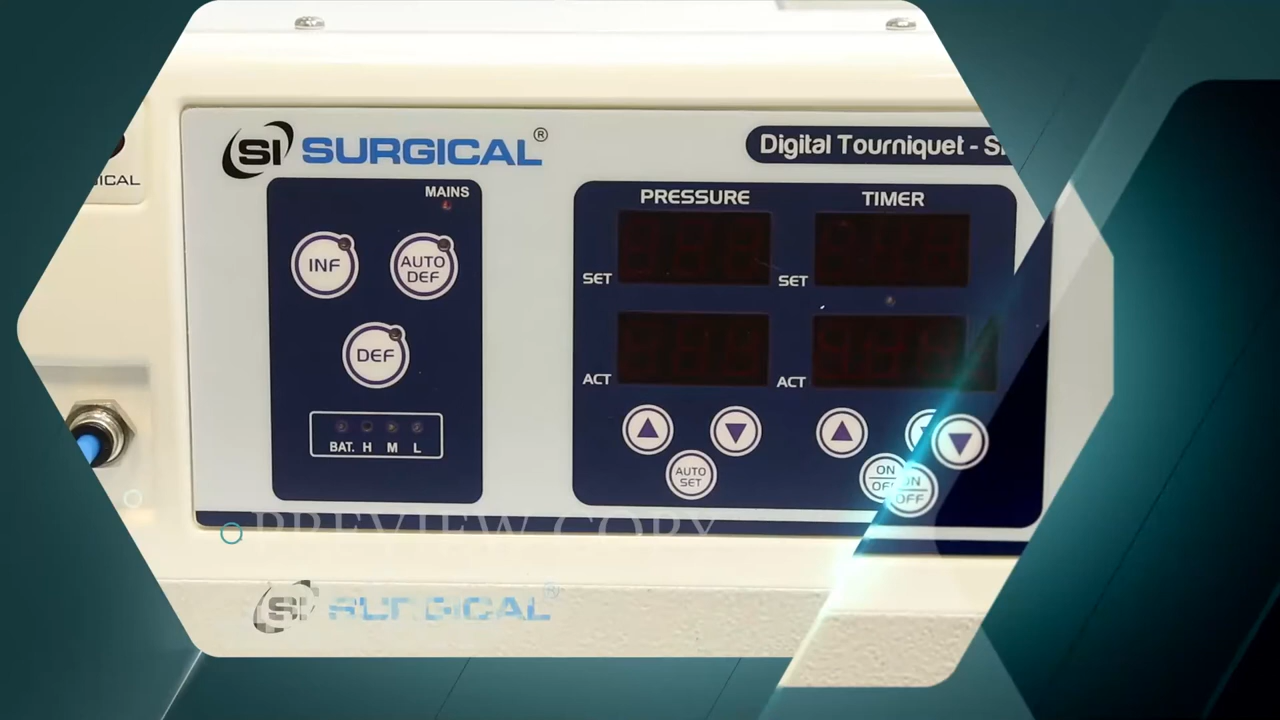 SI SURGICAL®
Digital Tourniquet - S
ICAL
MAINS
INF
AUTO
DEF
DEF
BAT. H M L
PRESSURE
TIMER
SET
SET
ACT
ACT
AUTO
SET
ON
OFF
ON
OFF
PREVIEW COPY
SI SURGICAL